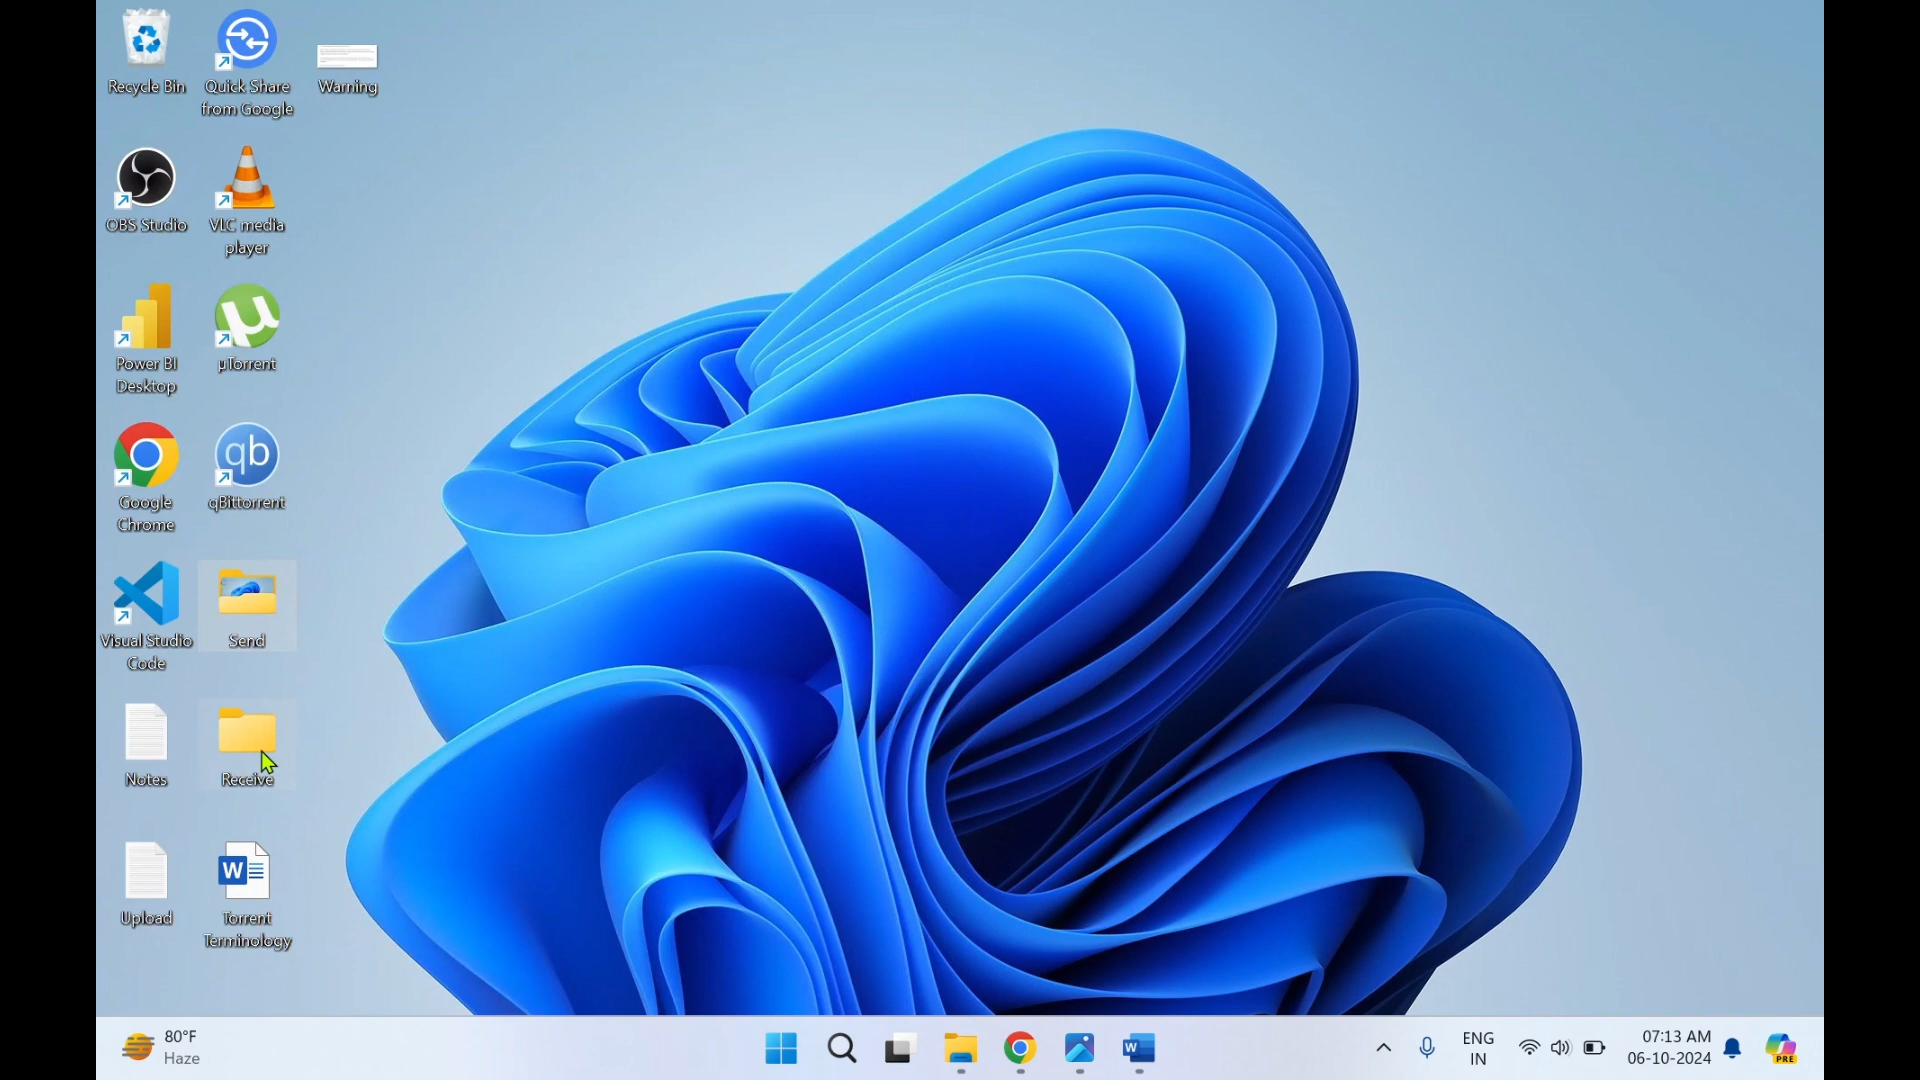 Recycle Bin
Quick Share
from Google
Warning
OBS Studio
VLC media
player
Power BI
Desktop
µTorrent
Google
Chrome
qb
qBittorrent
Visual Studio
Code
Send
Notes
Receive
Upload
W
Torrent
Terminology
80°F
Haze
W
ENG
IN
07:13 AM
06-10-2024
PRE